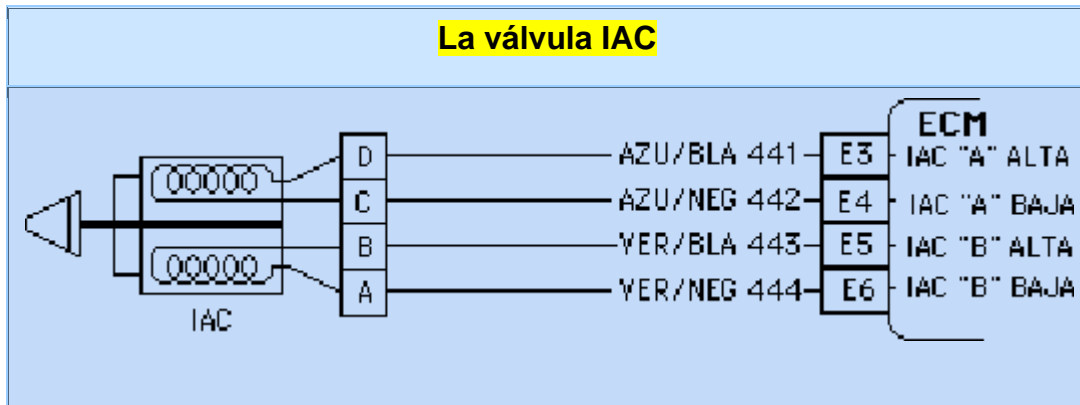 La válvula IAC
ECM
D AZU/BLA 441 E3 IAC "A" ALTA
C AZU/NEG 442 E4 IAC "A" BAJA
B VER/BLA 443 E5 IAC "B" ALTA
A VER/NEG 444 E6 IAC "B" BAJA
IAC